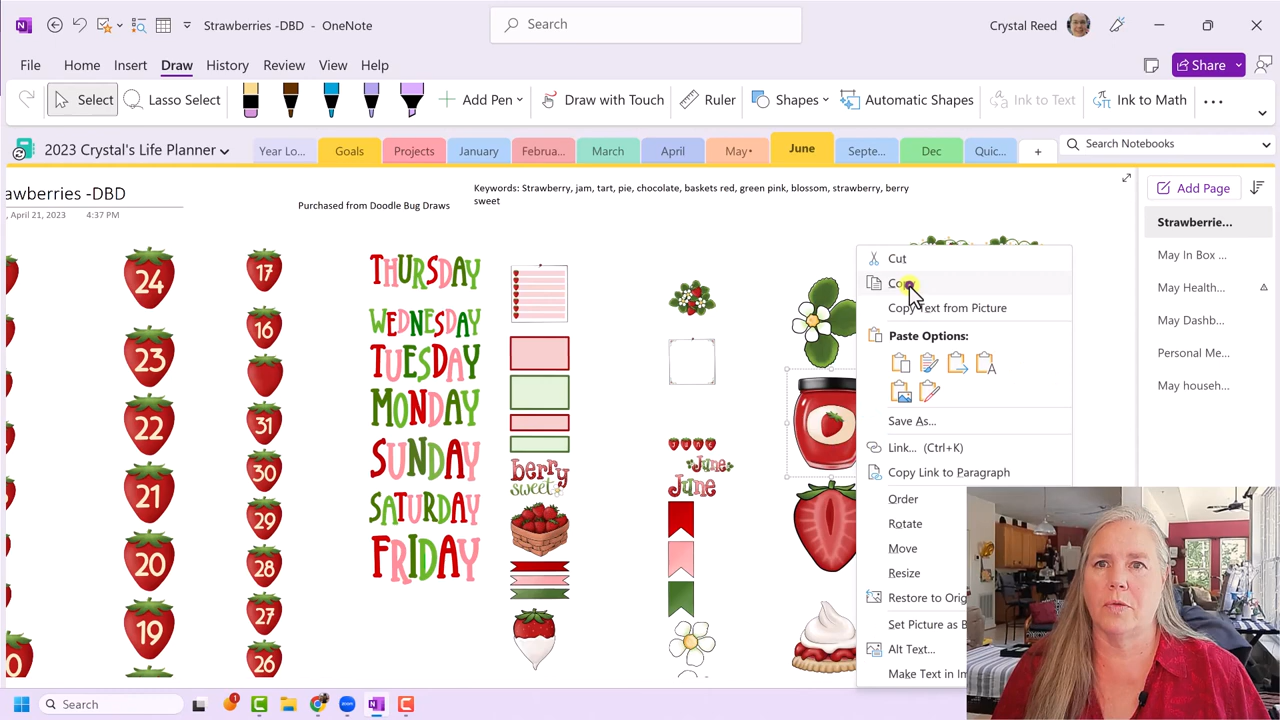 Strawberries -DBD - OneNote
Search
Crystal Reed
File Home Insert Draw History Review View Help
Share
Select Lasso Select Add Pen Draw with Touch Ruler Shapes Automatic Shapes Ink to Text Ink to Math
2023 Crystal's Life Planner
Year Lo... Goals Projects January Februa... March April May June Septe... Dec Quic... +
Search Notebooks
awberries -DBD
, April 21, 2023 4:37 PM
Purchased from Doodle Bug Draws
Keywords: Strawberry, jam, tart, pie, chocolate, baskets red, green pink, blossom, strawberry, berry
sweet
Add Page
Strawberrie...
May In Box ...
May Health...
May Dashb...
Personal Me...
May househ...
24
23
22
21
20
19
0
17
16
31
30
29
28
27
26
THURSDAY
WEDNESDAY
TUESDAY
MONDAY
SUNDAY
SATURDAY
FRIDAY
berry
sweet
June
June
Cut
Copy Text from Picture
Paste Options:
Save As...
Link... (Ctrl+K)
Copy Link to Paragraph
Order
Rotate
Move
Resize
Restore to Orig
Set Picture as B
Alt Text...
Make Text in Im
Search
1